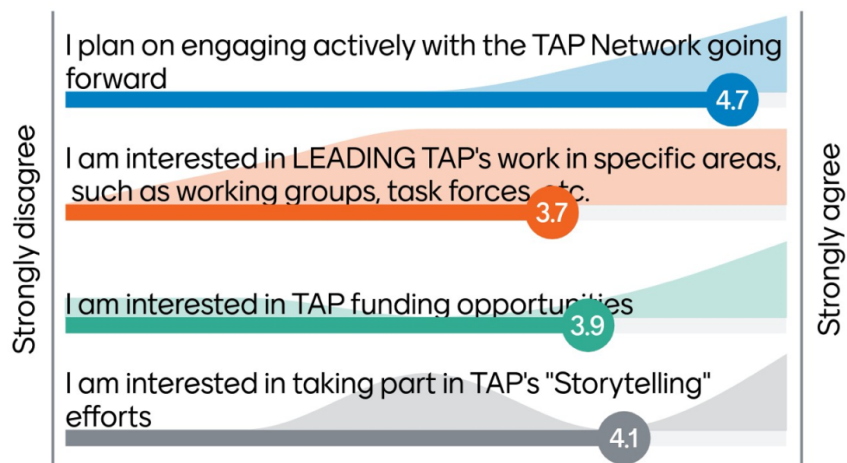 I plan on engaging actively with the TAP Network going
forward
4.7
I am interested in LEADING TAP's work in specific areas,
such as working groups, task forces, etc.
3.7
I am interested in TAP funding opportunities
3.9
I am interested in taking part in TAP's "Storytelling"
efforts
4.1
Strongly disagree
Strongly agree